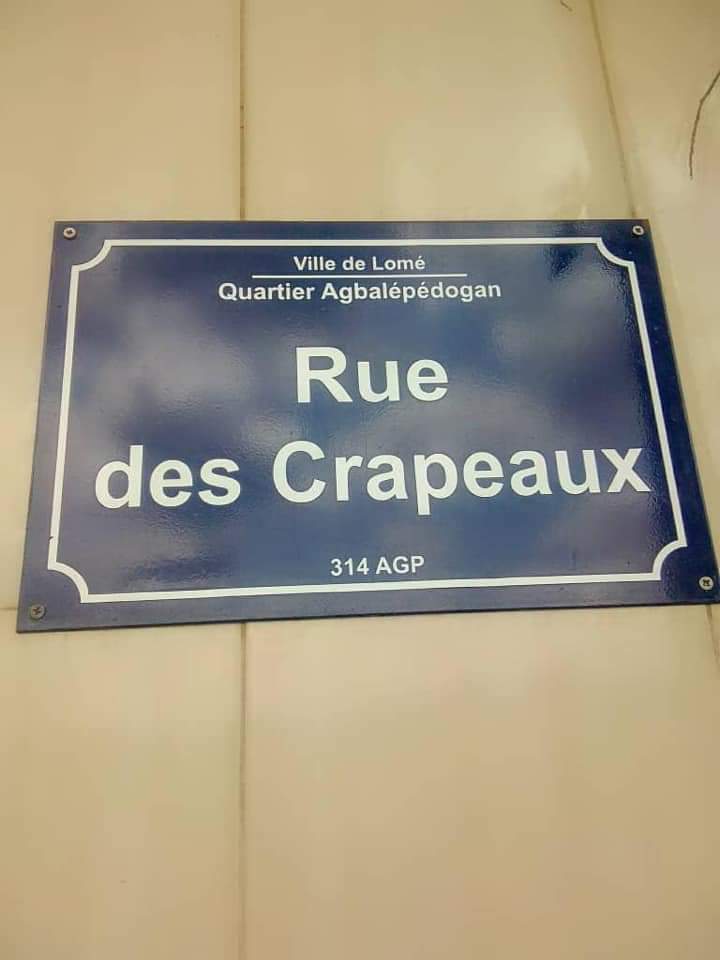 Ville de Lomé
Quartier Agbalépédogan
Rue
des Crapeaux
314 AGP